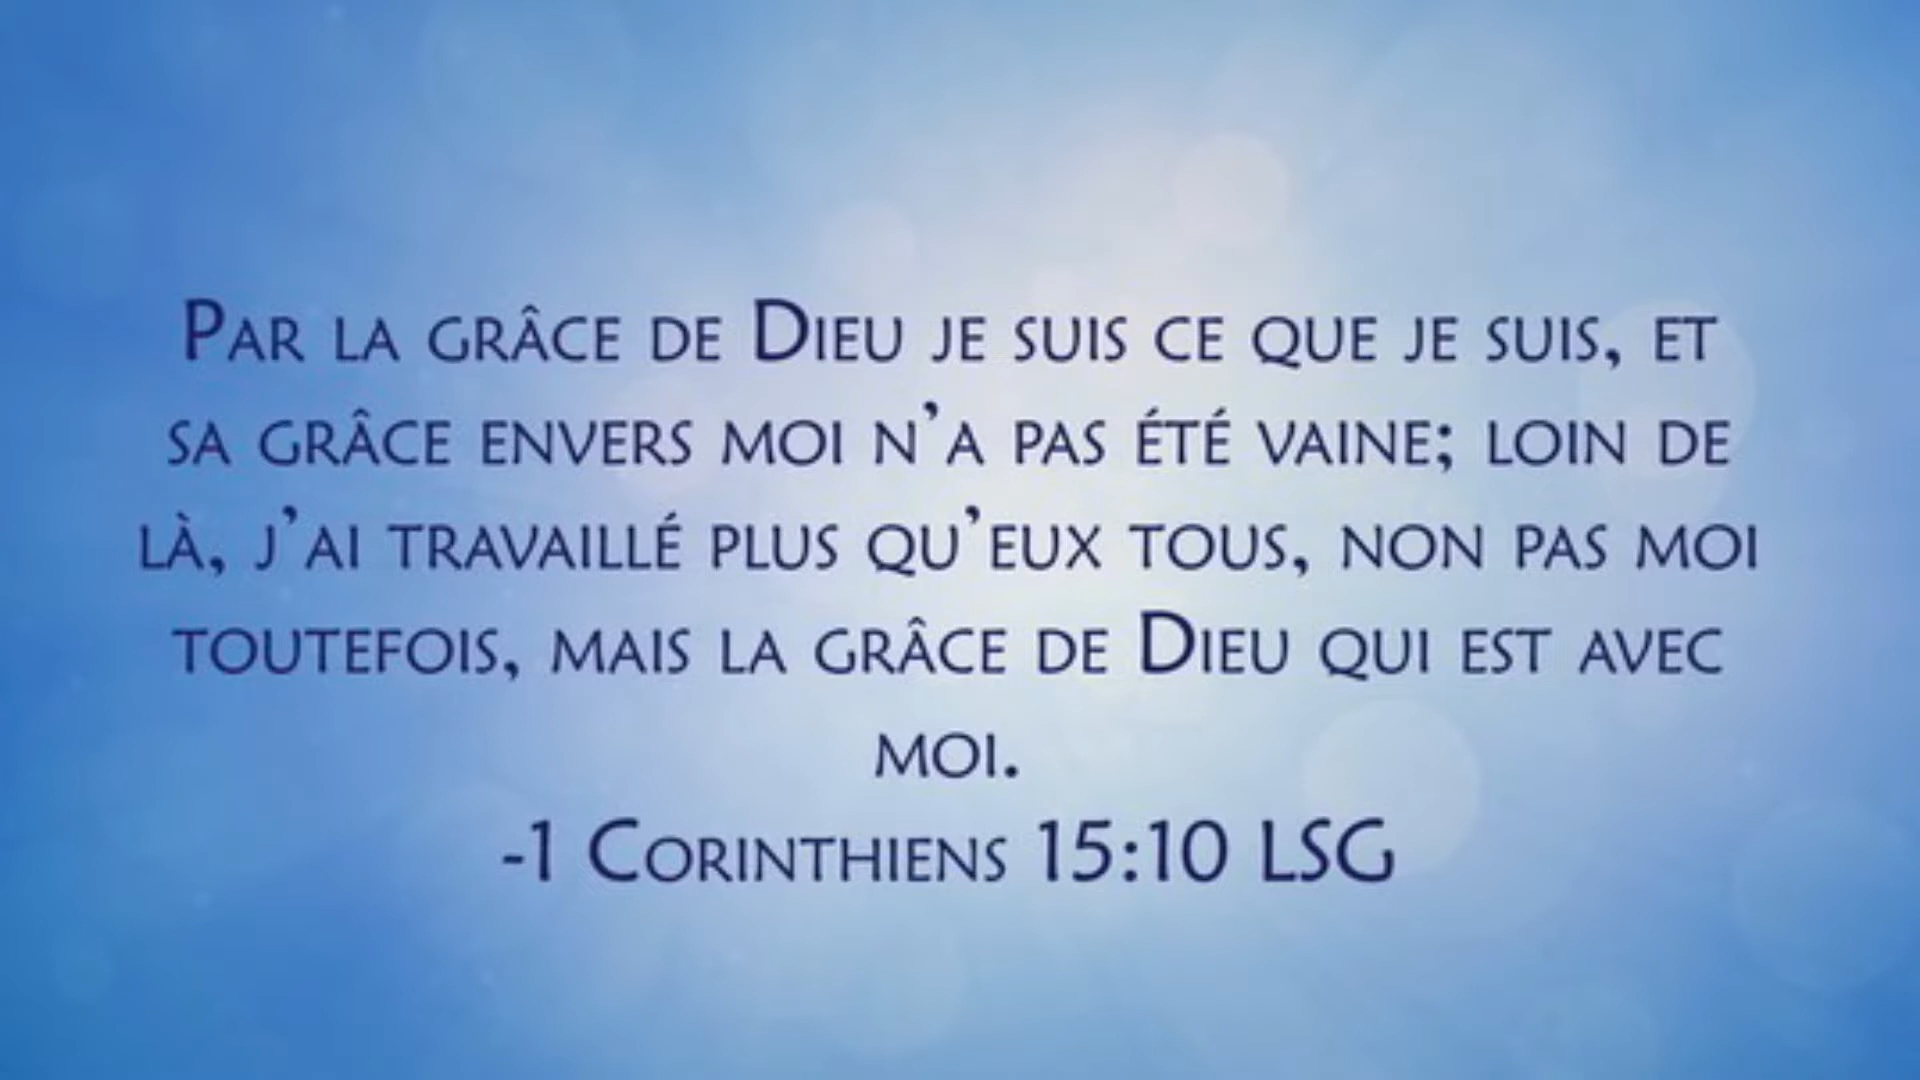 Par la grâce de Dieu je suis ce que je suis, et
sa grâce envers moi n’a pas été vaine; loin de
là, j’ai travaillé plus qu’eux tous, non pas moi
toutefois, mais la grâce de Dieu qui est avec
moi.
-1 Corinthiens 15:10 LSG